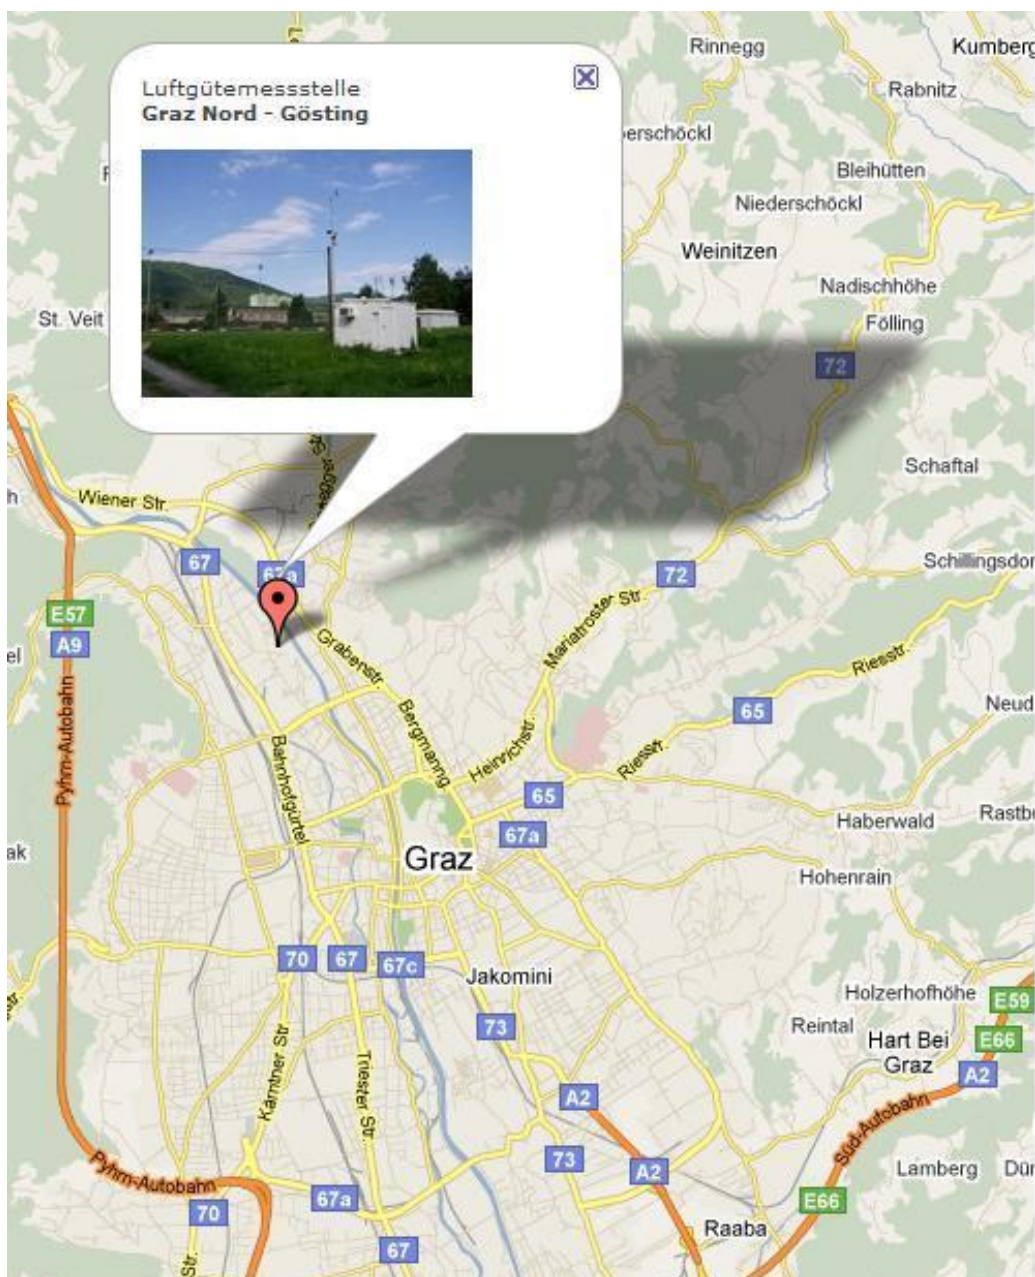 Rinnegg
Kumberg
Luftgütemessstelle
Graz Nord - Gösting
Rabnitz
erschöckl
Bleihütten
Niederschöckl
Weinitzen
Nadischhöhe
St. Veit
Fölling
72
Schaftal
Wiener Str.
67
67a
72
Schillingsdor
E57
A9
Mariatroster Str.
Grabenstr.
Riesstr.
65
Neud
Pyhrn-Autobahn
Bahnhofgürtel
Bergmanng
Heinrichstr.
Riesstr.
65
67a
Haberwald
Rastb
Graz
Hohenrain
70
67
67c
Jakomini
73
Holzerhofhöhe
E59
Reintal
Hart Bei
Graz
E66
A2
Kärntner Str
Triester Str.
A2
Süd-Autobahn
73
A2
Lamberg
Pyhrn-Autobahn
70
67a
E66
Raaba
67
Str.